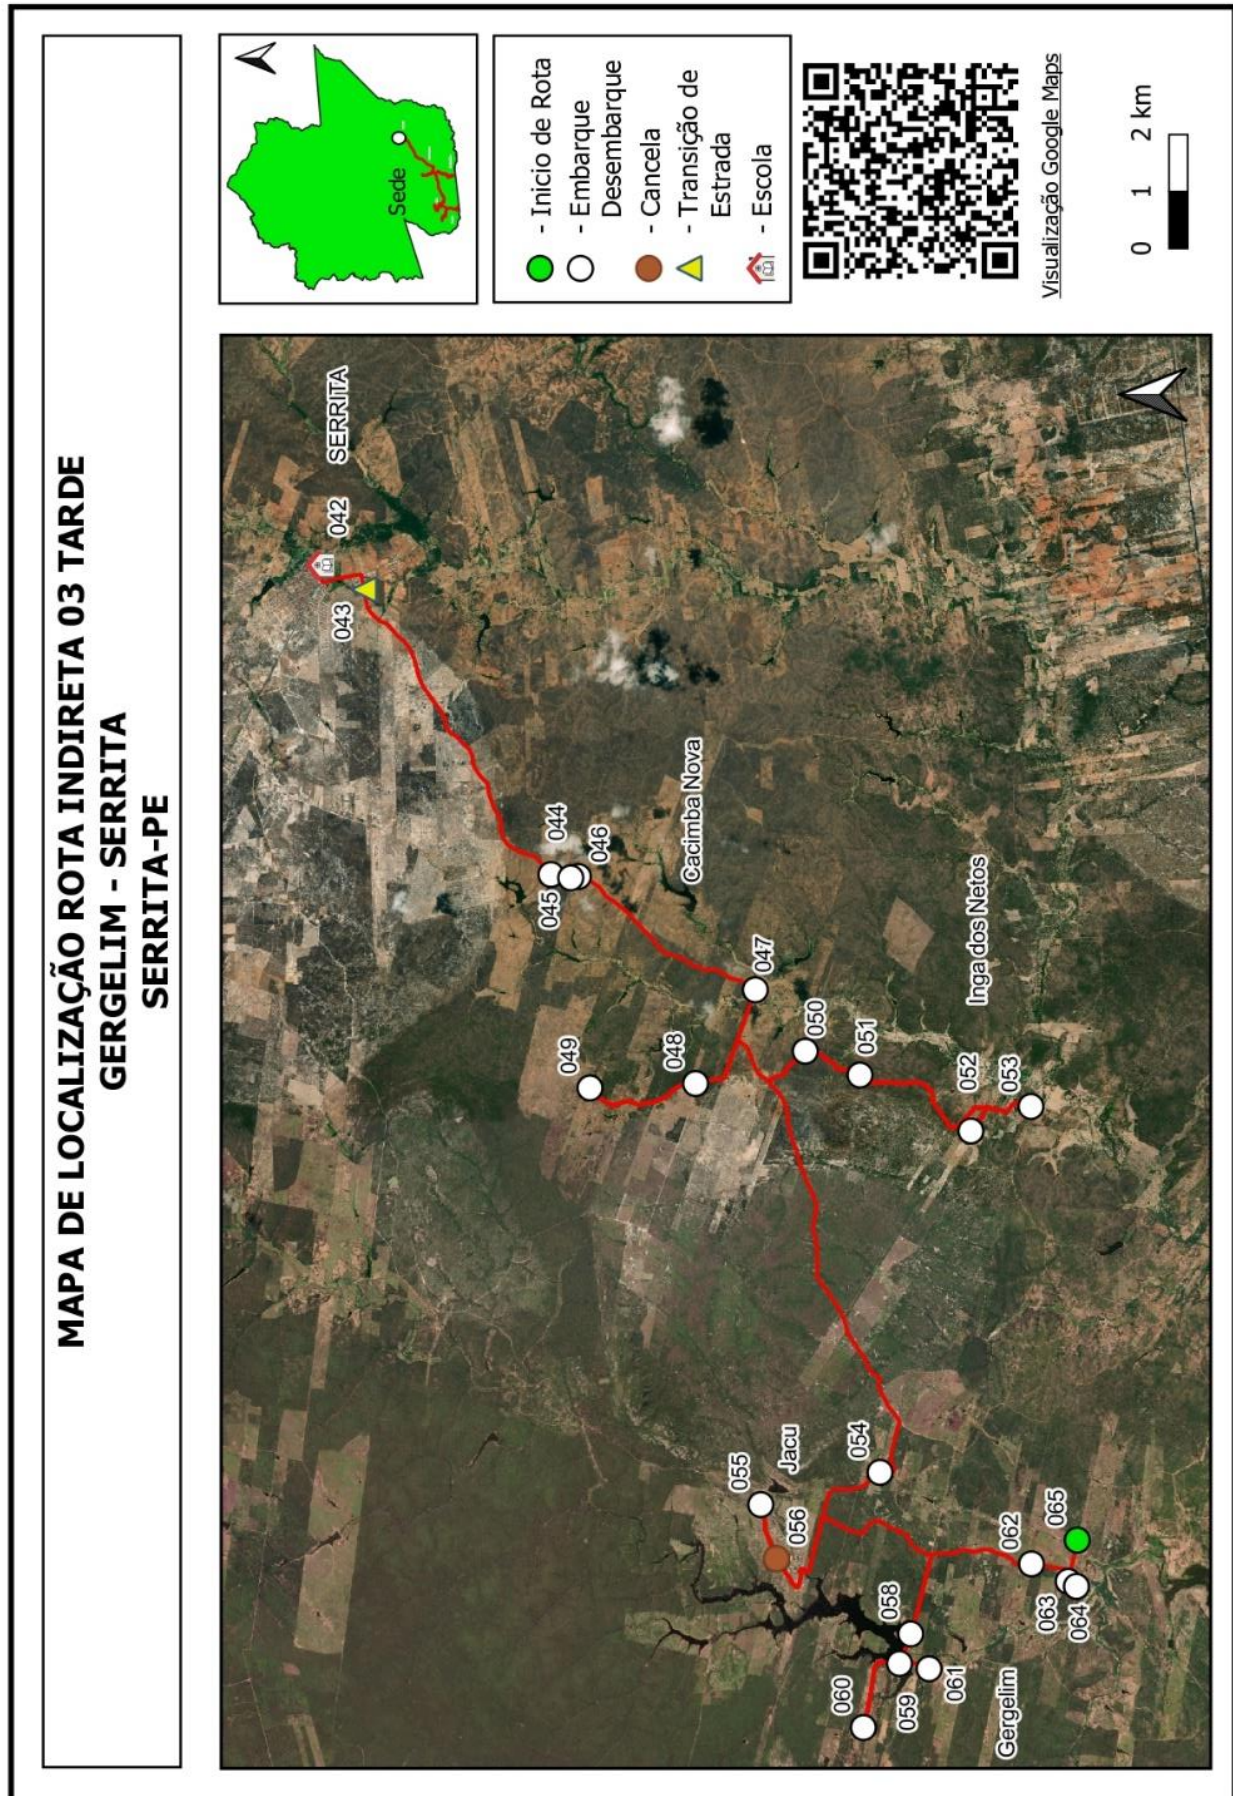 MAPA DE LOCALIZAÇÃO ROTA INDIRETA 03 TARDE
GERGELIM - SERRITA
SERRITA-PE
Sede
- Inicio de Rota
- Embarque
Desembarque
- Cancela
- Transição de
Estrada
- Escola
Visualização Google Maps
0 1 2 km
SERRITA
042
043
044
045
046
Cacimba Nova
047
048
049
050
051
052
053
Inga dos Netos
054
Jacu
055
056
058
059
060
061
062
063
064
065
Gergelim